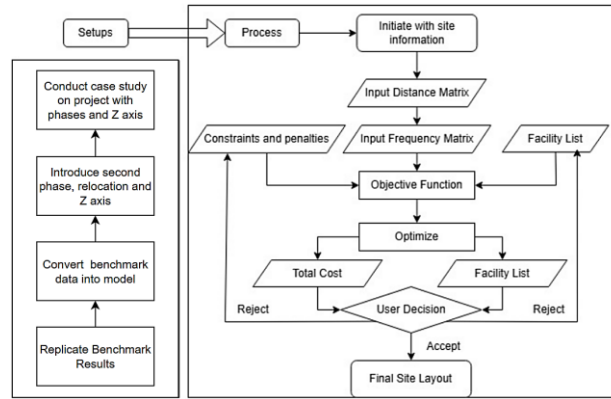 Setups
Process
Initiate with site
information
Conduct case study
on project with
phases and Z axis
Introduce second
phase, relocation and
Z axis
Convert benchmark
data into model
Replicate Benchmark
Results
Input Distance Matrix
Constraints and penalties
Input Frequency Matrix
Facility List
Objective Function
Optimize
Total Cost
Facility List
Reject
User Decision
Reject
Accept
Final Site Layout